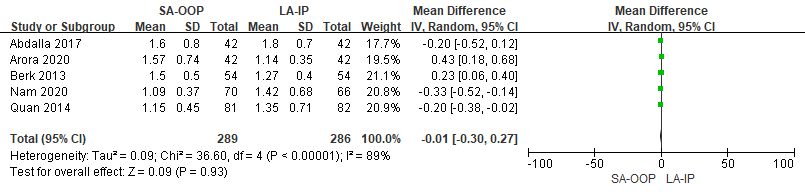 SA-OOP LA-IP Mean Difference Mean Difference
Study or Subgroup Mean SD Total Mean SD Total Weight IV, Random, 95% CI IV, Random, 95% CI
Abdalla 2017 1.6 0.8 42 1.8 0.7 42 17.7% -0.20 [-0.52, 0.12]
Arora 2020 1.57 0.74 42 1.14 0.35 42 19.5% 0.43 [0.18, 0.68]
Berk 2013 1.5 0.5 54 1.27 0.4 54 21.1% 0.23 [0.06, 0.40]
Nam 2020 1.09 0.37 70 1.42 0.68 66 20.8% -0.33 [-0.52, -0.14]
Quan 2014 1.15 0.45 81 1.35 0.71 82 20.9% -0.20 [-0.38, -0.02]
Total (95% CI) 289 286 100.0% -0.01 [-0.30, 0.27]
Heterogeneity: Tau² = 0.09; Chi² = 36.60, df = 4 (P < 0.00001); I² = 89%
Test for overall effect: Z = 0.09 (P = 0.93)
-100 -50 0 50 100
SA-OOP LA-IP